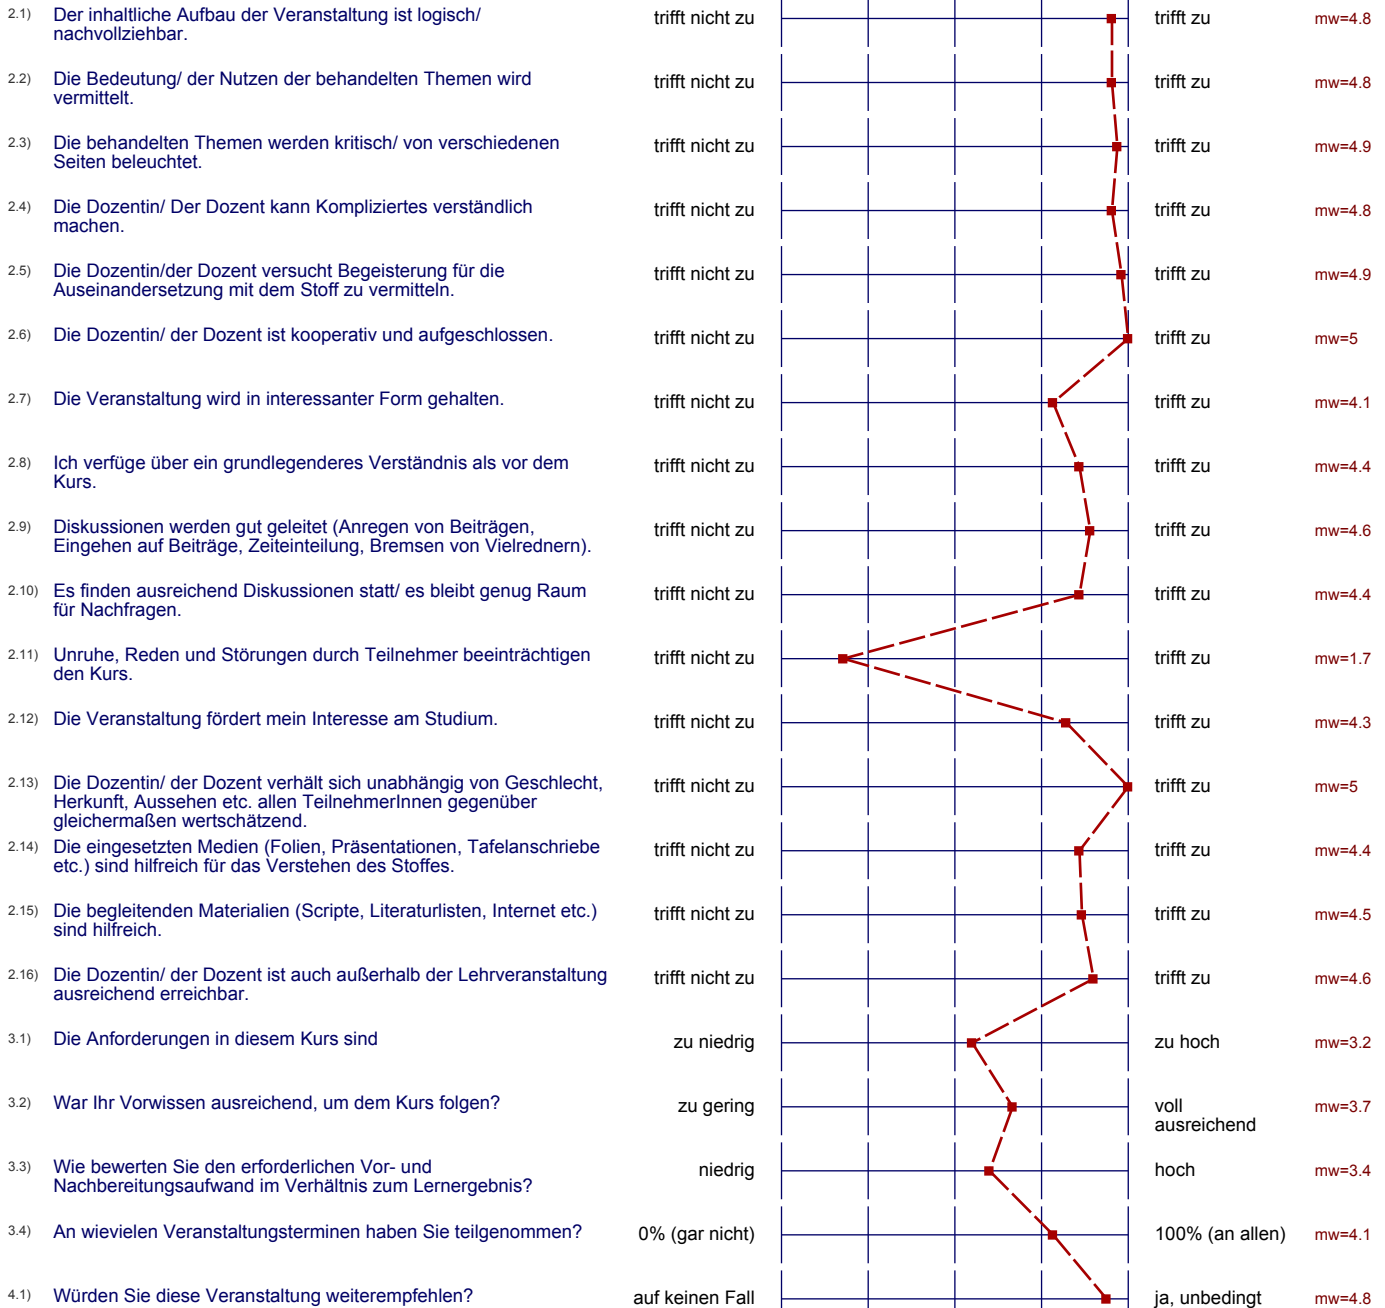 2.1) Der inhaltliche Aufbau der Veranstaltung ist logisch/ trifft nicht zu trifft zu mw=4.8
nachvollziehbar.
2.2) Die Bedeutung/ der Nutzen der behandelten Themen wird trifft nicht zu trifft zu mw=4.8
vermittelt.
2.3) Die behandelten Themen werden kritisch/ von verschiedenen trifft nicht zu trifft zu mw=4.9
Seiten beleuchtet.
2.4) Die Dozentin/ Der Dozent kann Kompliziertes verständlich trifft nicht zu trifft zu mw=4.8
machen.
2.5) Die Dozentin/der Dozent versucht Begeisterung für die trifft nicht zu trifft zu mw=4.9
Auseinandersetzung mit dem Stoff zu vermitteln.
2.6) Die Dozentin/ der Dozent ist kooperativ und aufgeschlossen. trifft nicht zu trifft zu mw=5
2.7) Die Veranstaltung wird in interessanter Form gehalten. trifft nicht zu trifft zu mw=4.1
2.8) Ich verfüge über ein grundlegenderes Verständnis als vor dem trifft nicht zu trifft zu mw=4.4
Kurs.
2.9) Diskussionen werden gut geleitet (Anregen von Beiträgen, trifft nicht zu trifft zu mw=4.6
Eingehen auf Beiträge, Zeiteinteilung, Bremsen von Vielrednern).
2.10) Es finden ausreichend Diskussionen statt/ es bleibt genug Raum trifft nicht zu trifft zu mw=4.4
für Nachfragen.
2.11) Unruhe, Reden und Störungen durch Teilnehmer beeinträchtigen trifft nicht zu trifft zu mw=1.7
den Kurs.
2.12) Die Veranstaltung fördert mein Interesse am Studium. trifft nicht zu trifft zu mw=4.3
2.13) Die Dozentin/ der Dozent verhält sich unabhängig von Geschlecht, trifft nicht zu trifft zu mw=5
Herkunft, Aussehen etc. allen TeilnehmerInnen gegenüber
gleichermaßen wertschätzend.
2.14) Die eingesetzten Medien (Folien, Präsentationen, Tafelanschriebe trifft nicht zu trifft zu mw=4.4
etc.) sind hilfreich für das Verstehen des Stoffes.
2.15) Die begleitenden Materialien (Scripte, Literaturlisten, Internet etc.) trifft nicht zu trifft zu mw=4.5
sind hilfreich.
2.16) Die Dozentin/ der Dozent ist auch außerhalb der Lehrveranstaltung trifft nicht zu trifft zu mw=4.6
ausreichend erreichbar.
3.1) Die Anforderungen in diesem Kurs sind zu niedrig zu hoch mw=3.2
3.2) War Ihr Vorwissen ausreichend, um dem Kurs folgen? zu gering voll mw=3.7
ausreichend
3.3) Wie bewerten Sie den erforderlichen Vor- und niedrig hoch mw=3.4
Nachbereitungsaufwand im Verhältnis zum Lernergebnis?
3.4) An wievielen Veranstaltungsterminen haben Sie teilgenommen? 0% (gar nicht) 100% (an allen) mw=4.1
4.1) Würden Sie diese Veranstaltung weiterempfehlen? auf keinen Fall ja, unbedingt mw=4.8